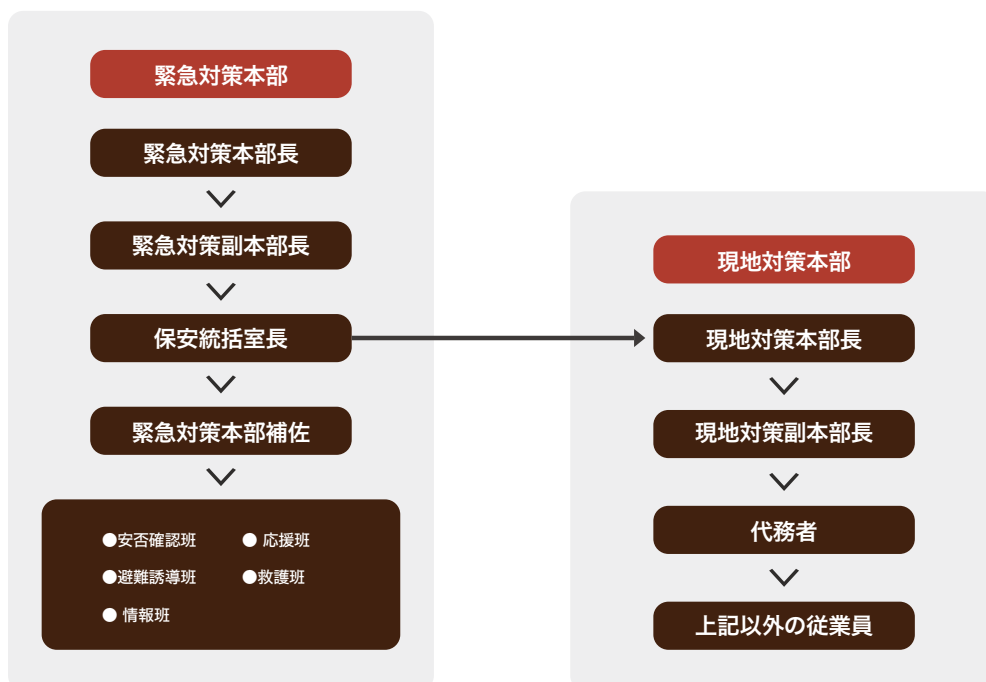 緊急対策本部
緊急対策本部長
緊急対策副本部長
保安統括室長
緊急対策本部補佐
●安否確認班 ● 応援班
●避難誘導班 ●救護班
● 情報班
現地対策本部
現地対策本部長
現地対策副本部長
代務者
上記以外の従業員